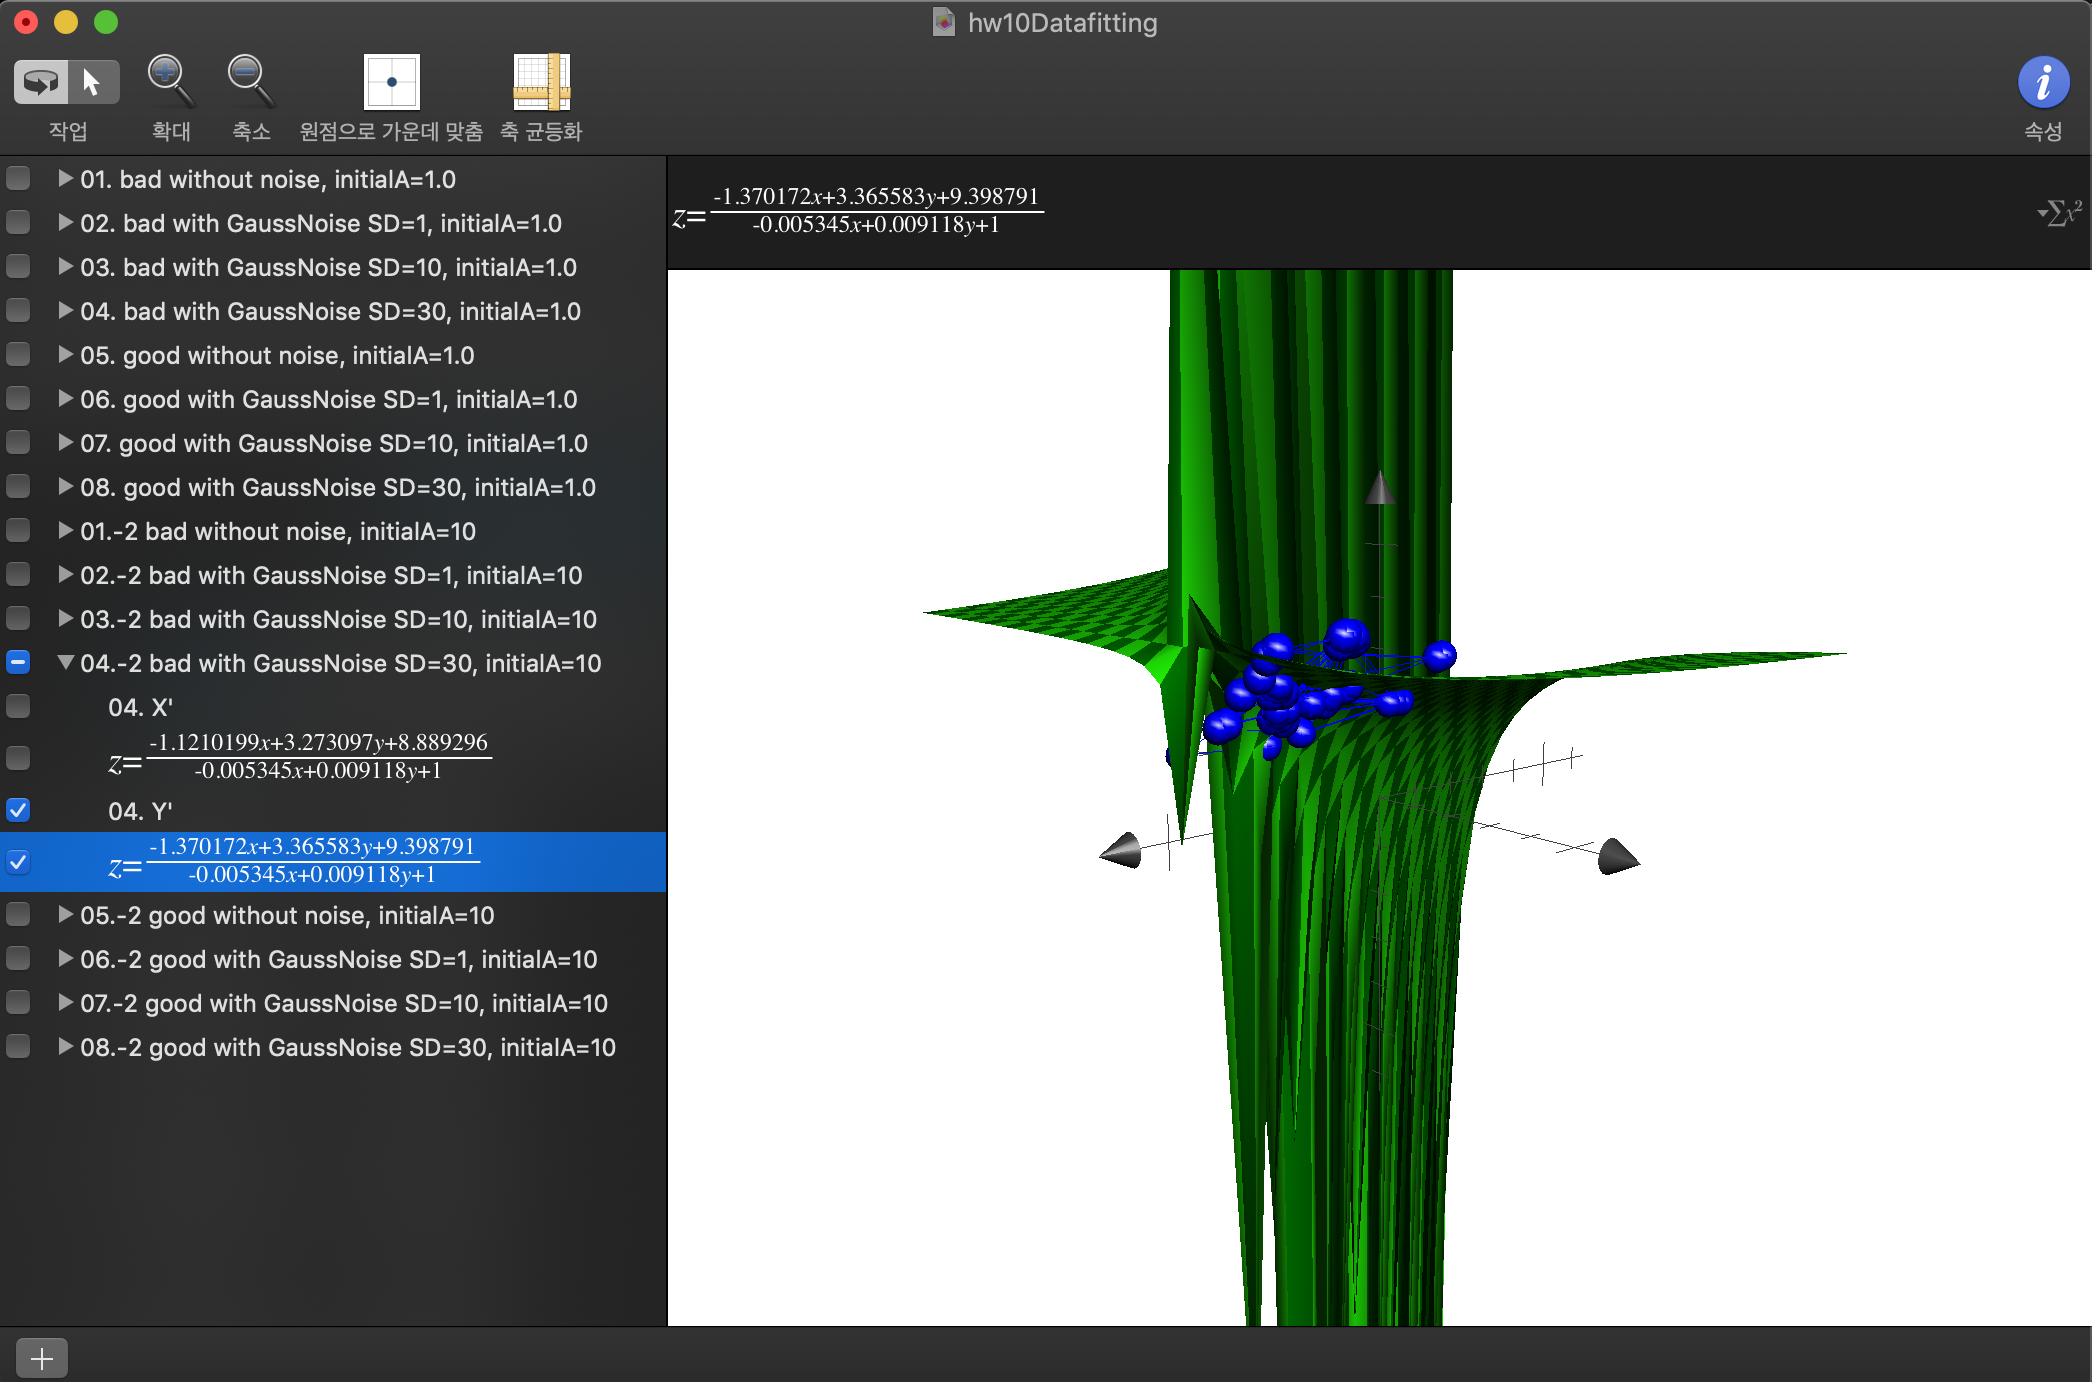 hw10Datafitting
작업
확대
축소
원점으로 가운데 맞춤
축 균등화
속성
01. bad without noise, initialA=1.0
02. bad with GaussNoise SD=1, initialA=1.0
03. bad with GaussNoise SD=10, initialA=1.0
04. bad with GaussNoise SD=30, initialA=1.0
05. good without noise, initialA=1.0
06. good with GaussNoise SD=1, initialA=1.0
07. good with GaussNoise SD=10, initialA=1.0
08. good with GaussNoise SD=30, initialA=1.0
01.-2 bad without noise, initialA=10
02.-2 bad with GaussNoise SD=1, initialA=10
03.-2 bad with GaussNoise SD=10, initialA=10
04.-2 bad with GaussNoise SD=30, initialA=10
04. X'
z=
-1.1210199x+3.273097y+8.889296
-0.005345x+0.009118y+1
04. Y'
z=
-1.370172x+3.365583y+9.398791
-0.005345x+0.009118y+1
05.-2 good without noise, initialA=10
06.-2 good with GaussNoise SD=1, initialA=10
07.-2 good with GaussNoise SD=10, initialA=10
08.-2 good with GaussNoise SD=30, initialA=10
z=
-1.370172x+3.365583y+9.398791
-0.005345x+0.009118y+1
∑x²